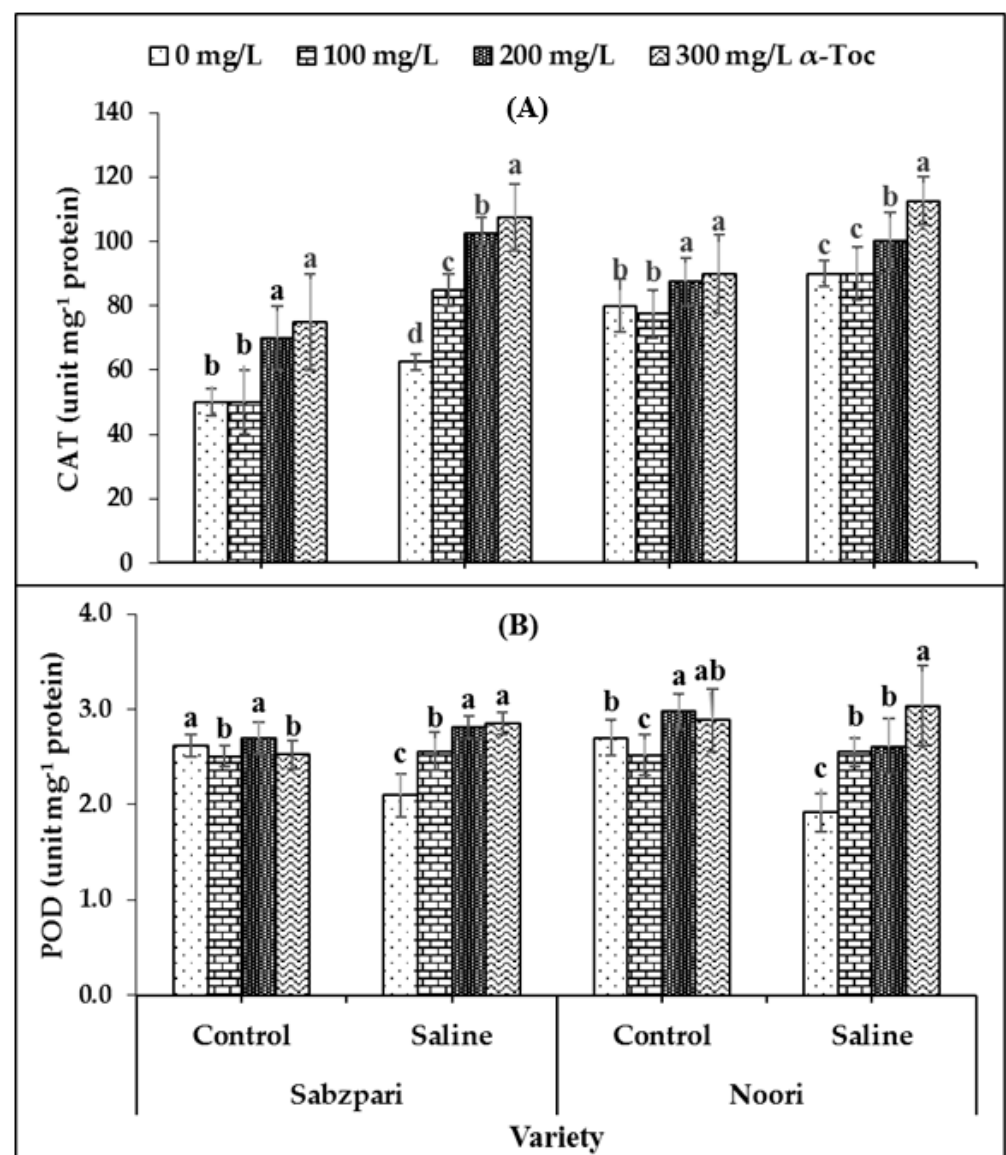 0 mg/L 100 mg/L 200 mg/L 300 mg/L α-Toc
(A)
CAT (unit mg⁻¹ protein)
140
120
100
80
60
40
20
0
b b a a
d c b a
b b a a
c c b a
(B)
POD (unit mg⁻¹ protein)
4.0
3.0
2.0
1.0
0.0
a b a b
c b a a
b c a ab
c b b a
Control Saline Control Saline
Sabzpari Noori
Variety